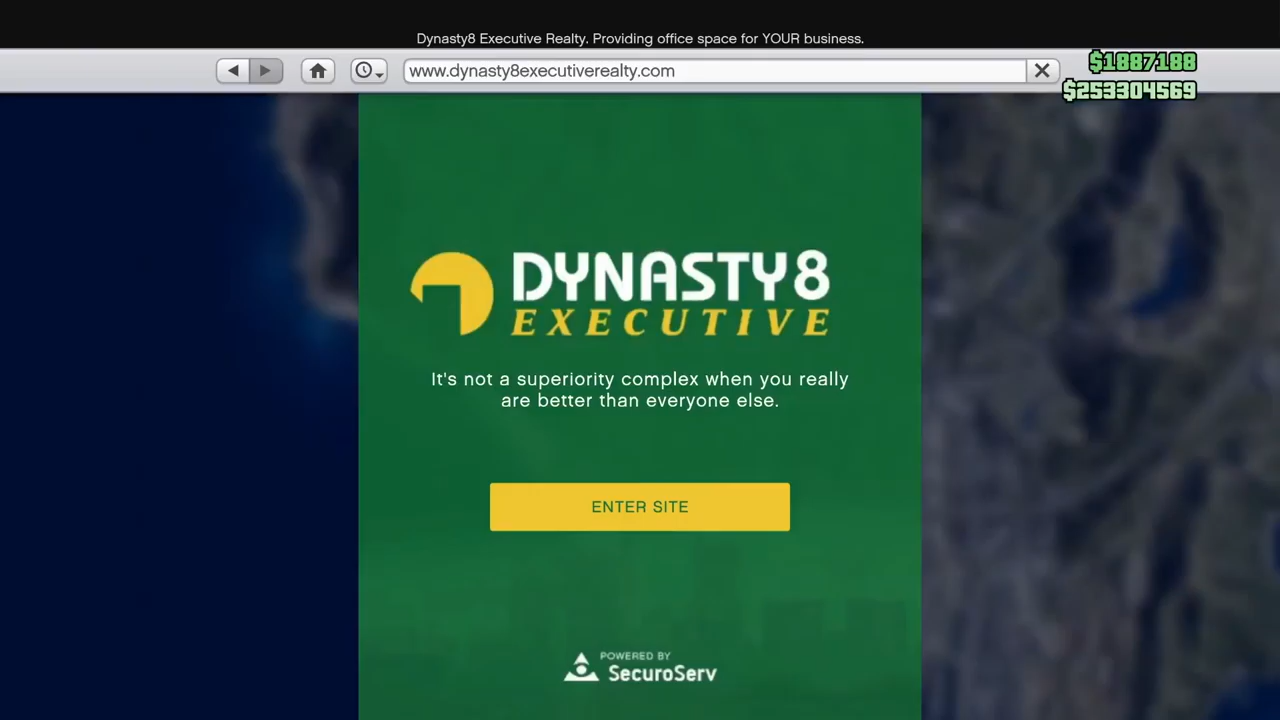 Dynasty8 Executive Realty. Providing office space for YOUR business.
www.dynasty8executiverealty.com
$1887188
$253304569
DYNASTY8
EXECUTIVE
It's not a superiority complex when you really
are better than everyone else.
ENTER SITE
POWERED BY
SecuroServ